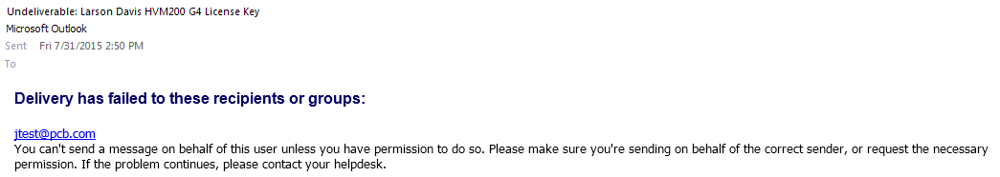 Undeliverable: Larson Davis HVM200 G4 License Key
Microsoft Outlook
Sent Fri 7/31/2015 2:50 PM
To
Delivery has failed to these recipients or groups:
jtest@pcb.com
You can't send a message on behalf of this user unless you have permission to do so. Please make sure you're sending on behalf of the correct sender, or request the necessary
permission. If the problem continues, please contact your helpdesk.